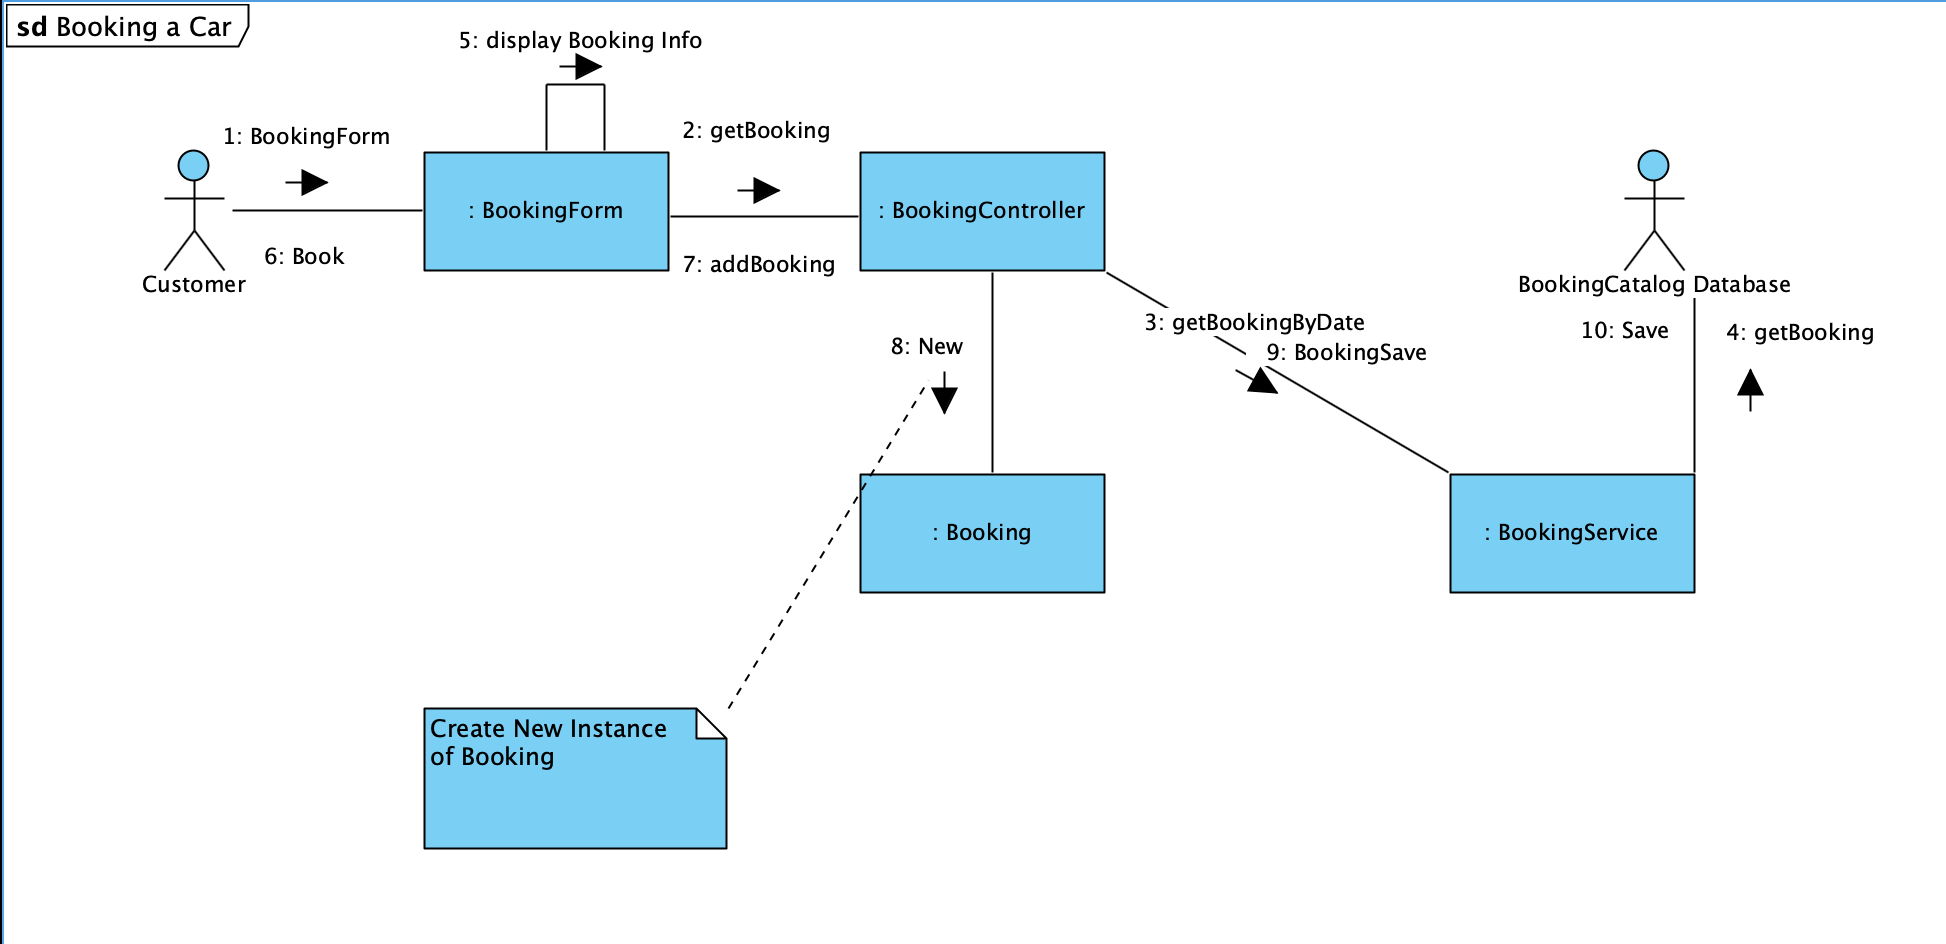 sd Booking a Car
5: display Booking Info
1: BookingForm
2: getBooking
: BookingForm
: BookingController
6: Book
7: addBooking
Customer
BookingCatalog Database
3: getBookingByDate
10: Save
4: getBooking
8: New
9: BookingSave
: Booking
: BookingService
Create New Instance
of Booking